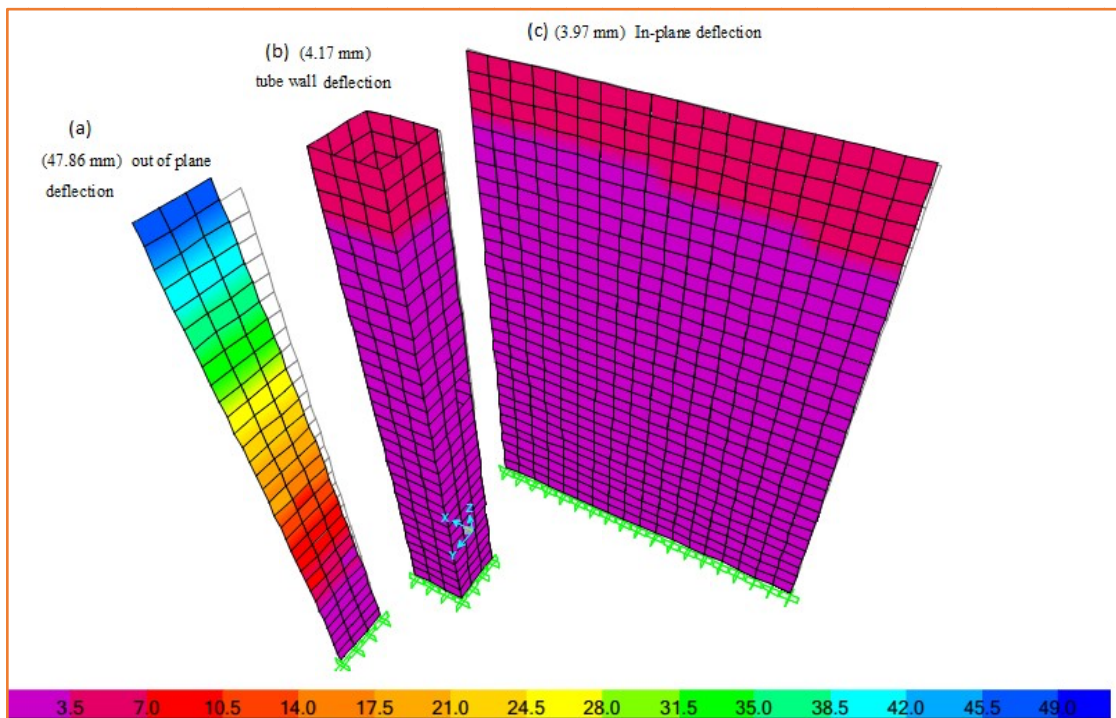 (a)
(47.86 mm) out of plane
deflection
(b) (4.17 mm)
tube wall deflection
(c) (3.97 mm) In-plane deflection
X
Z
Y
3.5 7.0 10.5 14.0 17.5 21.0 24.5 28.0 31.5 35.0 38.5 42.0 45.5 49.0